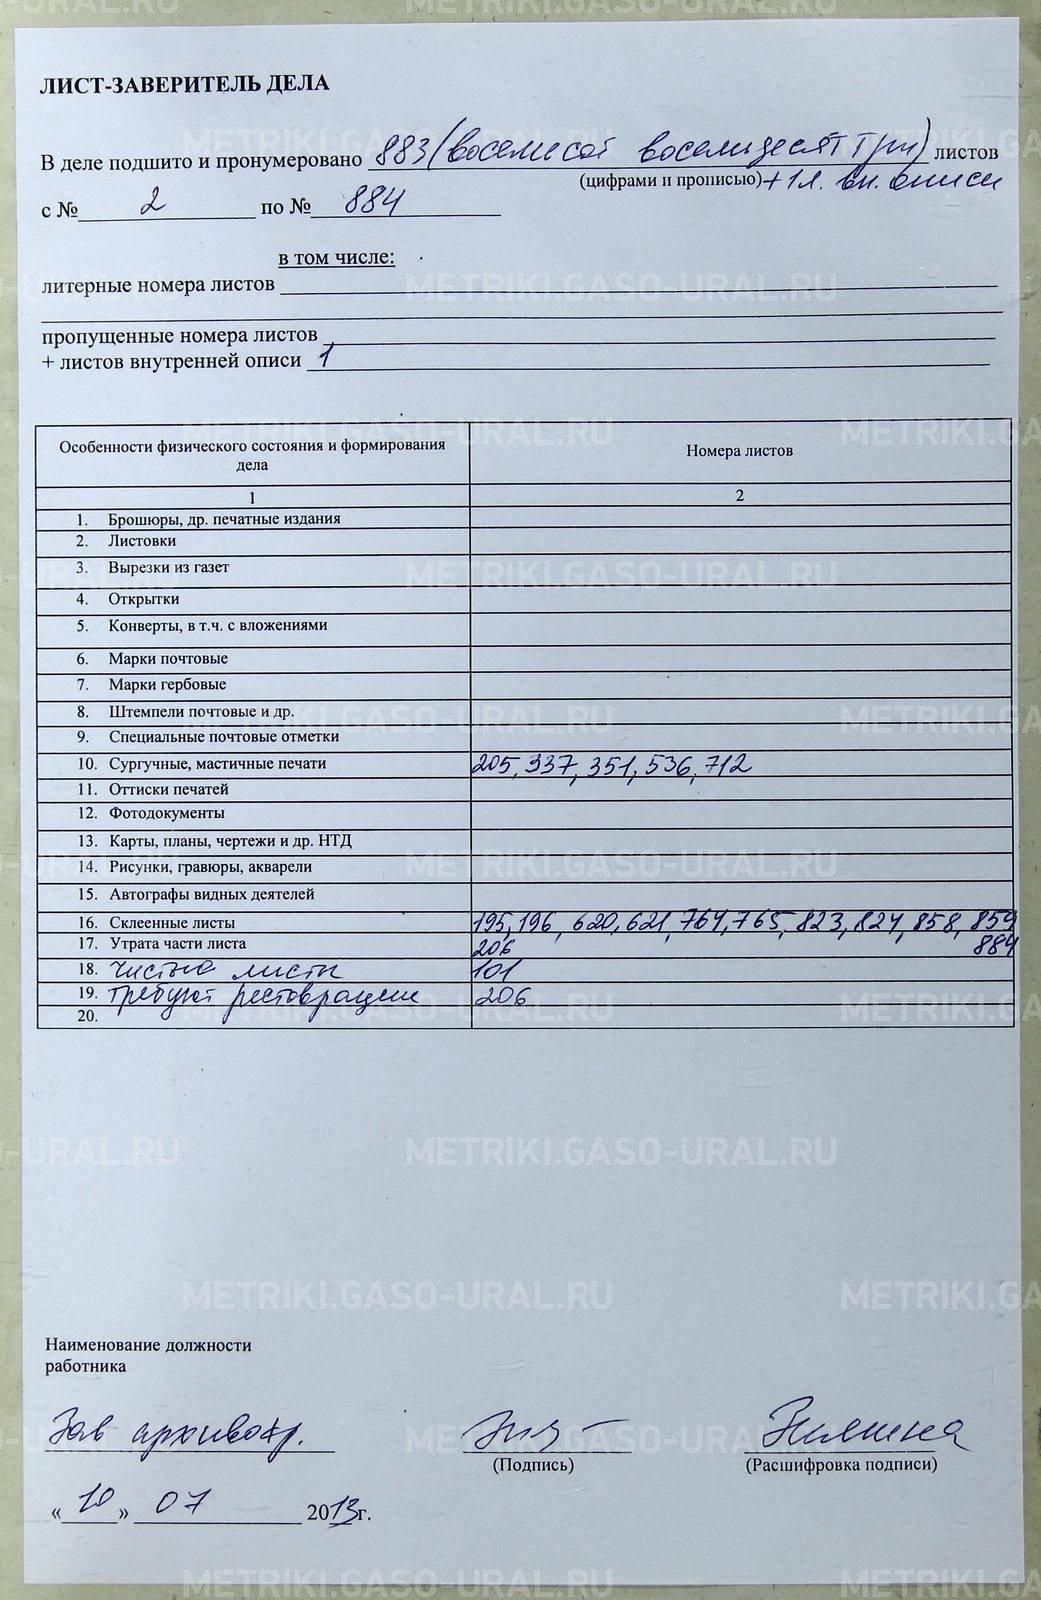 ЛИСТ-ЗАВЕРИТЕЛЬ ДЕЛА
В деле подшито и пронумеровано 883 (восемьсот восемьдесят три) листов
(цифрами и прописью) + 1 л. вн. описи
с № 2 по № 884
в том числе:
литерные номера листов
пропущенные номера листов
+ листов внутренней описи 1
Особенности физического состояния и формирования дела Номера листов
1 2
1. Брошюры, др. печатные издания
2. Листовки
3. Вырезки из газет
4. Открытки
5. Конверты, в т.ч. с вложениями
6. Марки почтовые
7. Марки гербовые
8. Штемпели почтовые и др.
9. Специальные почтовые отметки
10. Сургучные, мастичные печати 205, 337, 351, 536, 712
11. Оттиски печатей
12. Фотодокументы
13. Карты, планы, чертежи и др. НТД
14. Рисунки, гравюры, акварели
15. Автографы видных деятелей
16. Склеенные листы 195, 196, 620, 621, 764, 765, 823, 824, 858, 859
884
17. Утрата части листа 206
18. чистые листы 101
19. требуют реставрации 206
20.
Наименование должности
работника
Зав архивохр.
(Подпись) (Расшифровка подписи)
«10» 07 2013г.
METRIKI.GASO-URAL.RU